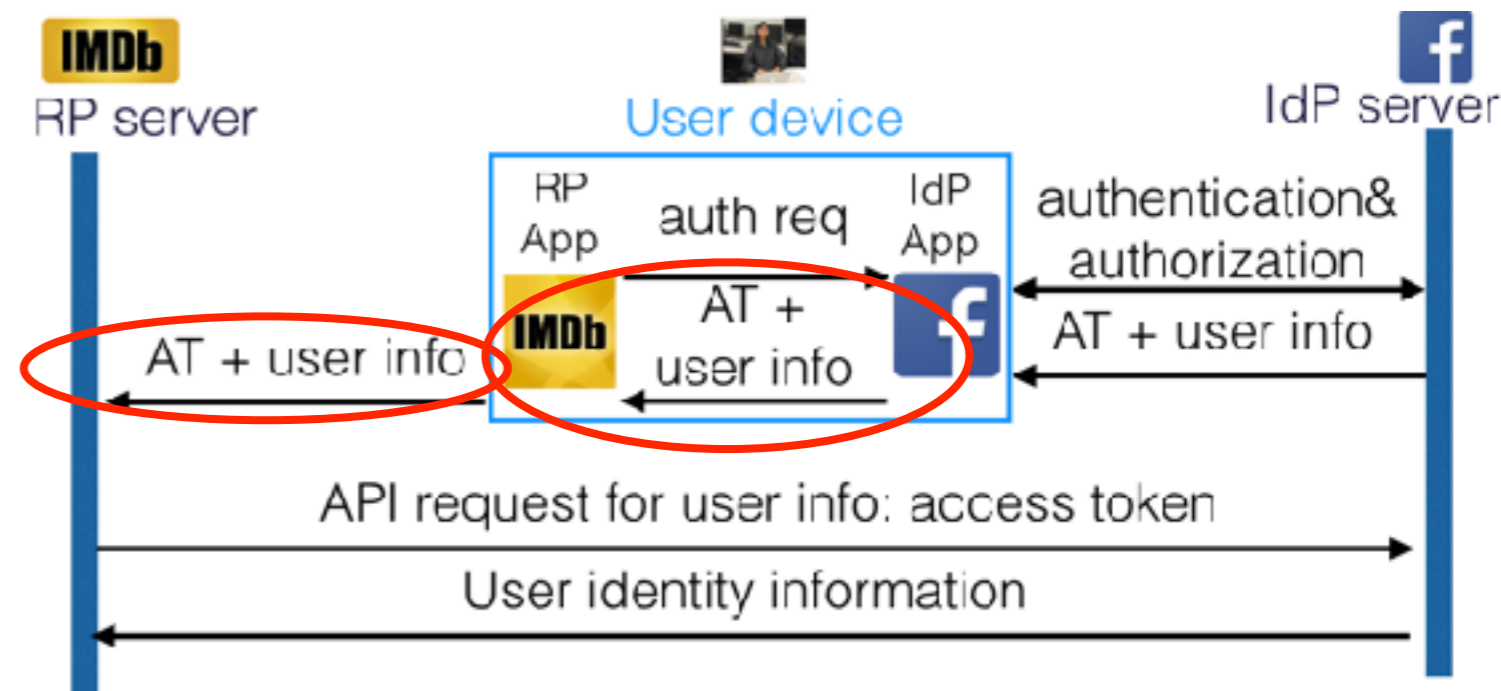 IMDb
RP server
User device
f
IdP server
RP
App
auth req
IdP
App
authentication&
authorization
IMDb
AT +
user info
f
AT + user info
AT + user info
API request for user info: access token
User identity information